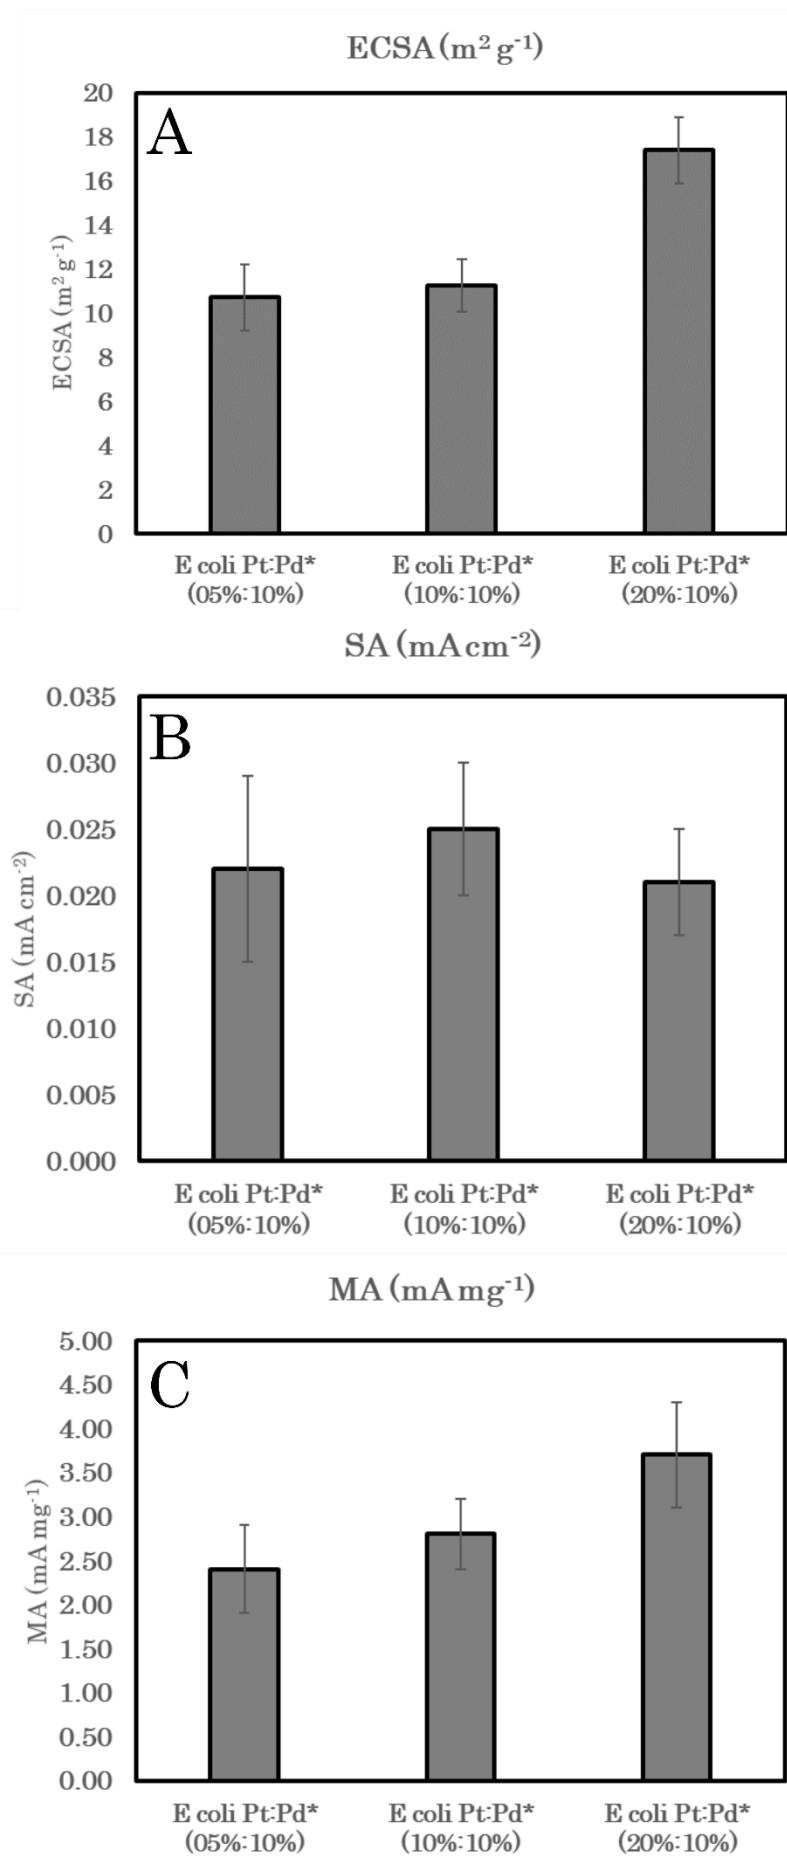 ECSA (m² g⁻¹)
A
ECSA (m² g⁻¹)
20
18
16
14
12
10
8
6
4
2
0
E coli Pt:Pd* E coli Pt:Pd* E coli Pt:Pd*
(05%:10%) (10%:10%) (20%:10%)
SA (mA cm⁻²)
B
SA (mA cm⁻²)
0.035
0.030
0.025
0.020
0.015
0.010
0.005
0.000
E coli Pt:Pd* E coli Pt:Pd* E coli Pt:Pd*
(05%:10%) (10%:10%) (20%:10%)
MA (mA mg⁻¹)
C
MA (mA mg⁻¹)
5.00
4.50
4.00
3.50
3.00
2.50
2.00
1.50
1.00
0.50
0.00
E coli Pt:Pd* E coli Pt:Pd* E coli Pt:Pd*
(05%:10%) (10%:10%) (20%:10%)